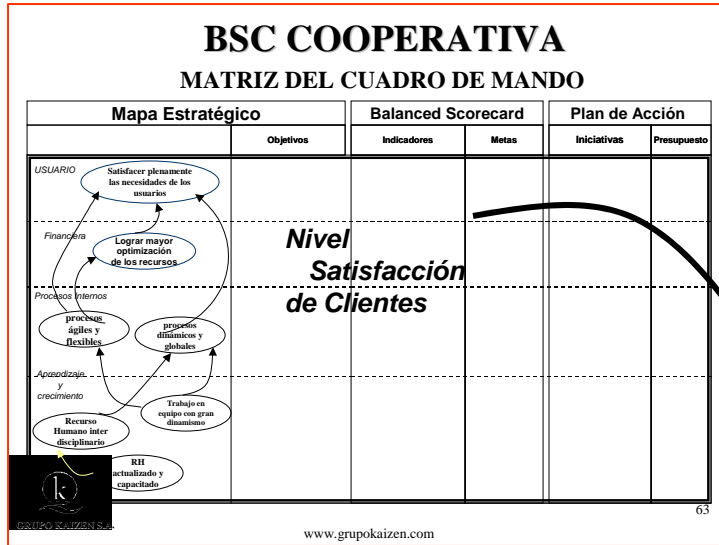 BSC COOPERATIVA
MATRIZ DEL CUADRO DE MANDO
Mapa Estratégico
Balanced Scorecard
Plan de Acción
Objetivos
Indicadores
Metas
Iniciativas
Presupuesto
USUARIO
Satisfacer plenamente
las necesidades de los
usuarios
Financiera
Lograr mayor
optimización
de los recursos
Nivel
Satisfacción
de Clientes
Procesos Internos
procesos
ágiles y
flexibles
procesos
dinámicos y
globales
Aprendizaje
y
crecimiento
Trabajo en
equipo con gran
dinamismo
Recurso
Humano inter
disciplinario
RH
actualizado y
capacitado
k
GRUPO KAIZEN S.A.
63
www.grupokaizen.com